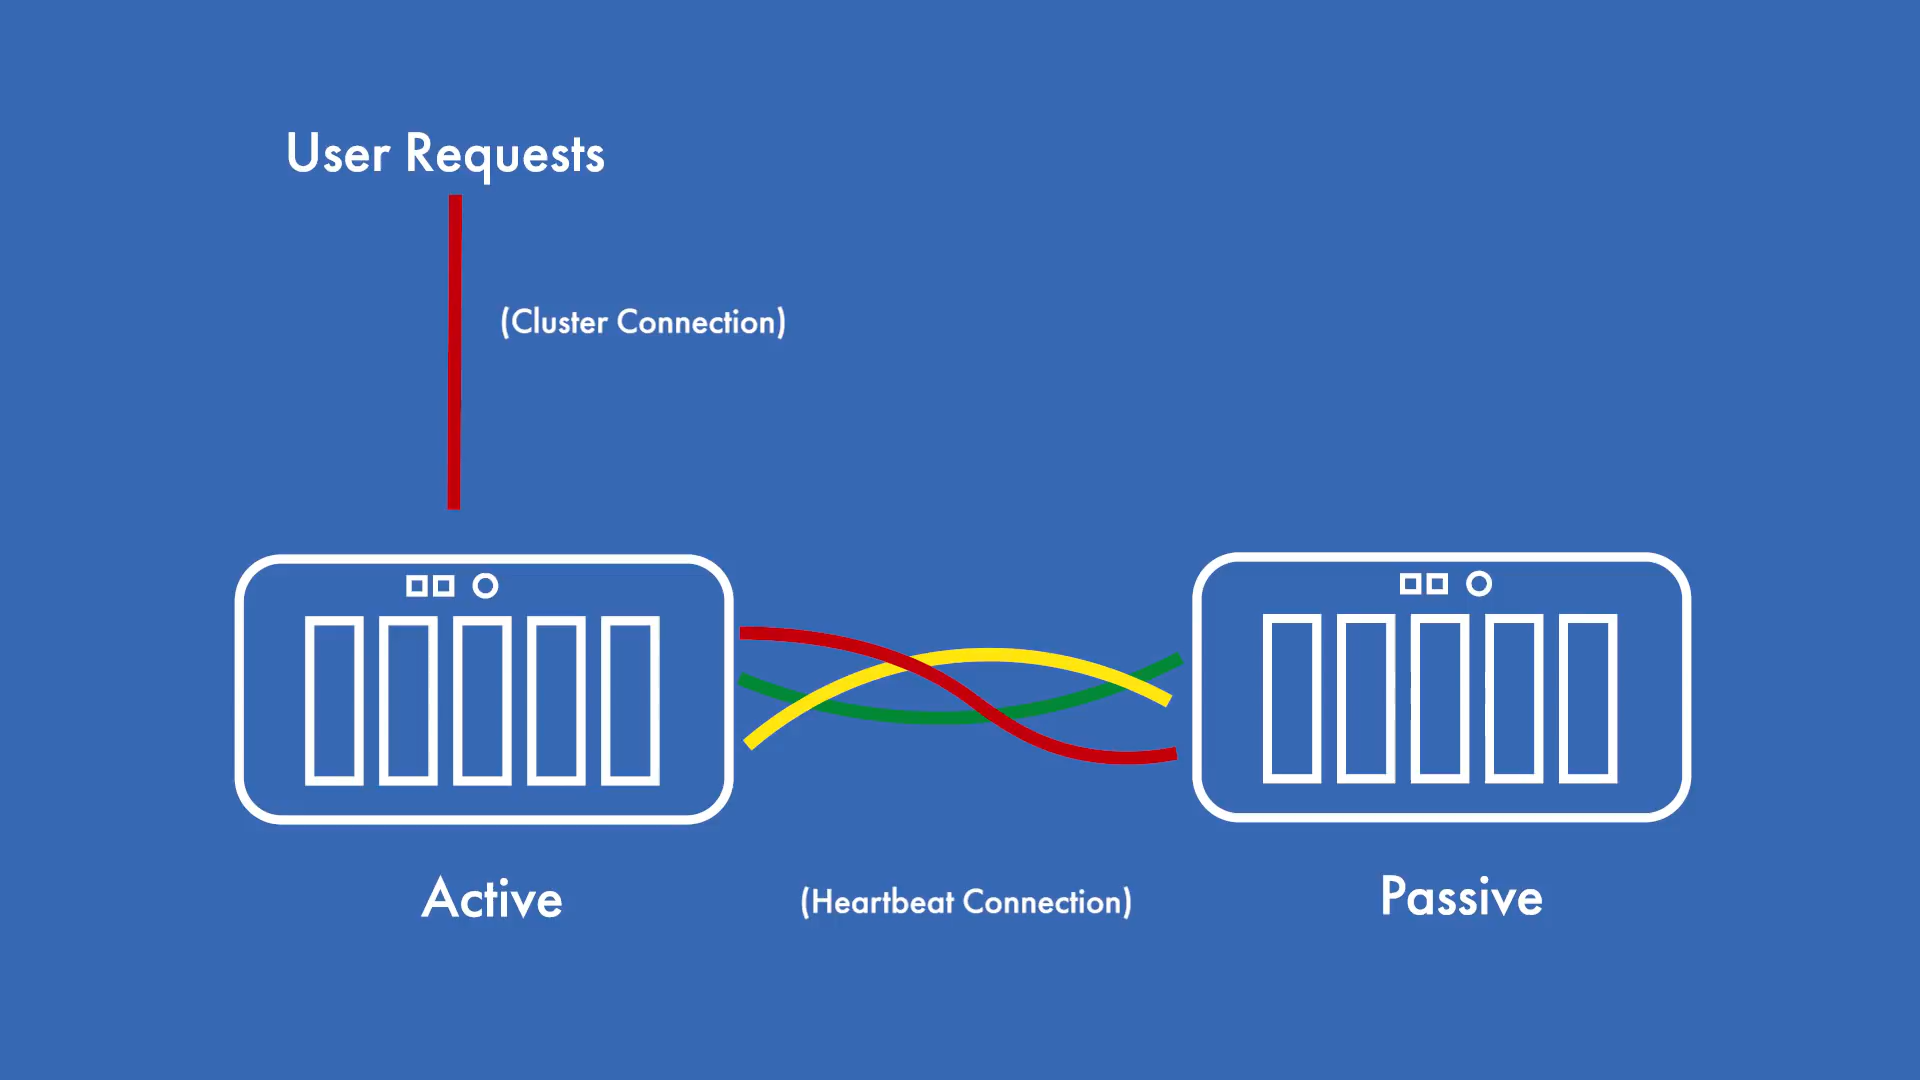 User Requests
(Cluster Connection)
Active
(Heartbeat Connection)
Passive